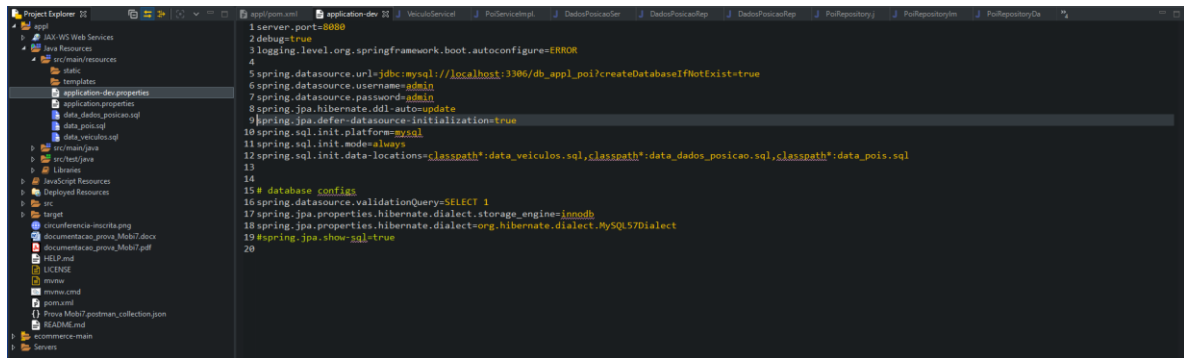 Project Explorer
appl/pom.xml
application-dev
VeiculoServiceI
PoiServiceImpl.
DadosPosicaoSer
DadosPosicaoRep
DadosPosicaoRep
PoiRepository.j
PoiRepositoryIm
PoiRepositoryDa
appl
JAX-WS Web Services
Java Resources
src/main/resources
static
templates
application-dev.properties
application.properties
data_dados_posicao.sql
data_pois.sql
data_veiculos.sql
src/main/java
src/test/java
Libraries
JavaScript Resources
Deployed Resources
src
target
circunferencia-inscrita.png
documentacao_prova_Mobi7.docx
documentacao_prova_Mobi7.pdf
HELP.md
LICENSE
mvnw
mvnw.cmd
pom.xml
Prova Mobi7.postman_collection.json
README.md
ecommerce-main
Servers
1 server.port=8080
2 debug=true
3 logging.level.org.springframework.boot.autoconfigure=ERROR
4
5 spring.datasource.url=jdbc:mysql://localhost:3306/db_appl_poi?createDatabaseIfNotExist=true
6 spring.datasource.username=admin
7 spring.datasource.password=admin
8 spring.jpa.hibernate.ddl-auto=update
9 spring.jpa.defer-datasource-initialization=true
10 spring.sql.init.platform=mysql
11 spring.sql.init.mode=always
12 spring.sql.init.data-locations=classpath*:data_veiculos.sql,classpath*:data_dados_posicao.sql,classpath*:data_pois.sql
13
14
15 # database configs
16 spring.datasource.validationQuery=SELECT 1
17 spring.jpa.properties.hibernate.dialect.storage_engine=innodb
18 spring.jpa.properties.hibernate.dialect=org.hibernate.dialect.MySQL57Dialect
19 #spring.jpa.show-sql=true
20